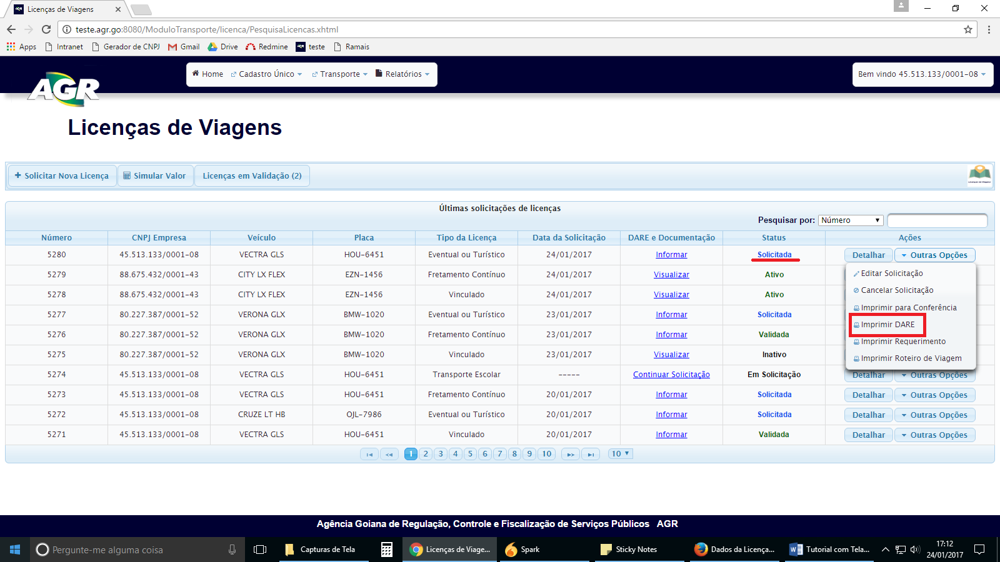 Licenças de Viagens
teste.agr.go:8080/ModuloTransporte/licenca/PesquisaLicencas.xhtml
Apps Intranet Gerador de CNPJ Gmail Drive Redmine teste Ramais
AGR
Home Cadastro Único Transporte Relatórios
Bem vindo 45.513.133/0001-08
Licenças de Viagens
Solicitar Nova Licença Simular Valor Licenças em Validação (2)
Últimas solicitações de licenças
Pesquisar por: Número
Número CNPJ Empresa Veículo Placa Tipo da Licença Data da Solicitação DARE e Documentação Status Ações
5280 45.513.133/0001-08 VECTRA GLS HOU-6451 Eventual ou Turístico 24/01/2017 Informar Solicitada Detalhar Outras Opções
5279 88.675.432/0001-43 CITY LX FLEX EZN-1456 Fretamento Contínuo 24/01/2017 Visualizar Ativo
5278 88.675.432/0001-43 CITY LX FLEX EZN-1456 Vinculado 24/01/2017 Visualizar Ativo
5277 80.227.387/0001-52 VERONA GLX BMW-1020 Eventual ou Turístico 23/01/2017 Informar Solicitada
5276 80.227.387/0001-52 VERONA GLX BMW-1020 Fretamento Contínuo 23/01/2017 Informar Validada
5275 80.227.387/0001-52 VERONA GLX BMW-1020 Vinculado 23/01/2017 Visualizar Inativo
5274 45.513.133/0001-08 VECTRA GLS HOU-6451 Transporte Escolar ----- Continuar Solicitação Em Solicitação Detalhar Outras Opções
5273 45.513.133/0001-08 VECTRA GLS HOU-6451 Fretamento Contínuo 20/01/2017 Informar Solicitada Detalhar Outras Opções
5272 45.513.133/0001-08 CRUZE LT HB OJL-7986 Eventual ou Turístico 20/01/2017 Informar Solicitada Detalhar Outras Opções
5271 45.513.133/0001-08 VECTRA GLS HOU-6451 Vinculado 20/01/2017 Informar Validada Detalhar Outras Opções
Editar Solicitação
Cancelar Solicitação
Imprimir para Conferência
Imprimir DARE
Imprimir Requerimento
Imprimir Roteiro de Viagem
1 2 3 4 5 6 7 8 9 10 10
Agência Goiana de Regulação, Controle e Fiscalização de Serviços Públicos AGR
Pergunte-me alguma coisa Capturas de Tela Licenças de Viage... Spark Sticky Notes Dados da Licença... Tutorial com Tela... 17:12
24/01/2017